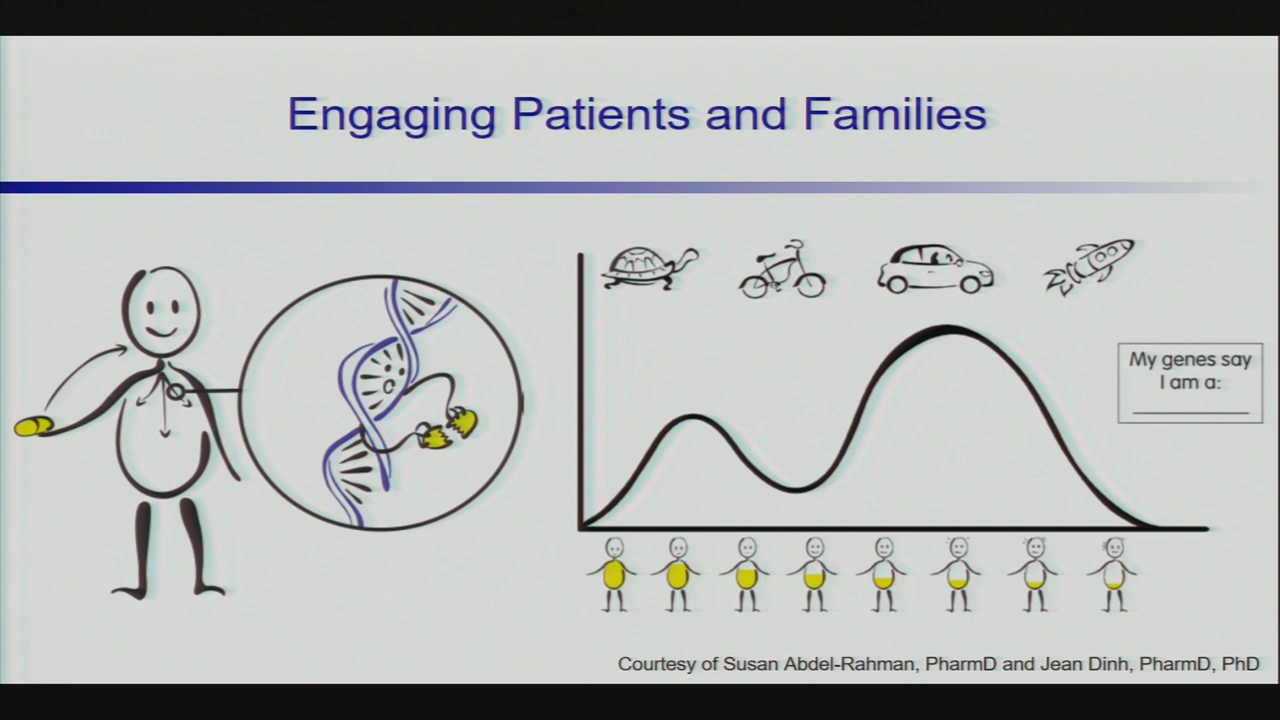 Engaging Patients and Families
My genes say
I am a:
Courtesy of Susan Abdel-Rahman, PharmD and Jean Dinh, PharmD, PhD